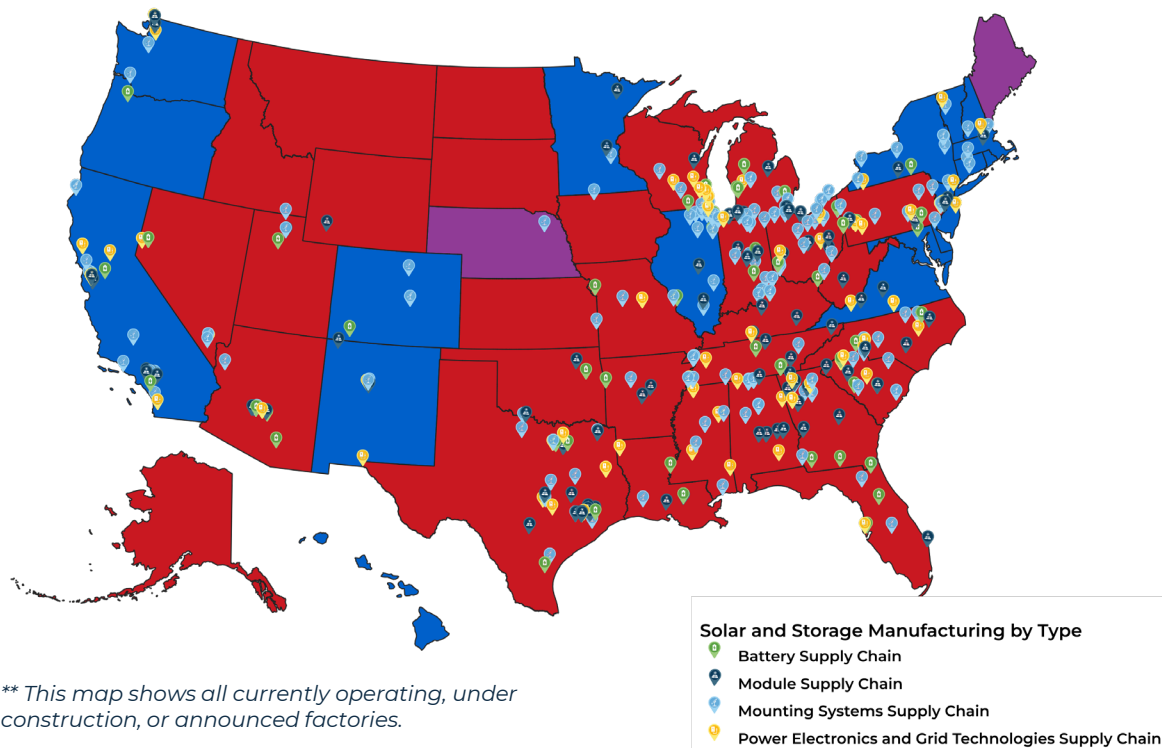 Solar and Storage Manufacturing by Type
Battery Supply Chain
Module Supply Chain
Mounting Systems Supply Chain
Power Electronics and Grid Technologies Supply Chain
** This map shows all currently operating, under
construction, or announced factories.